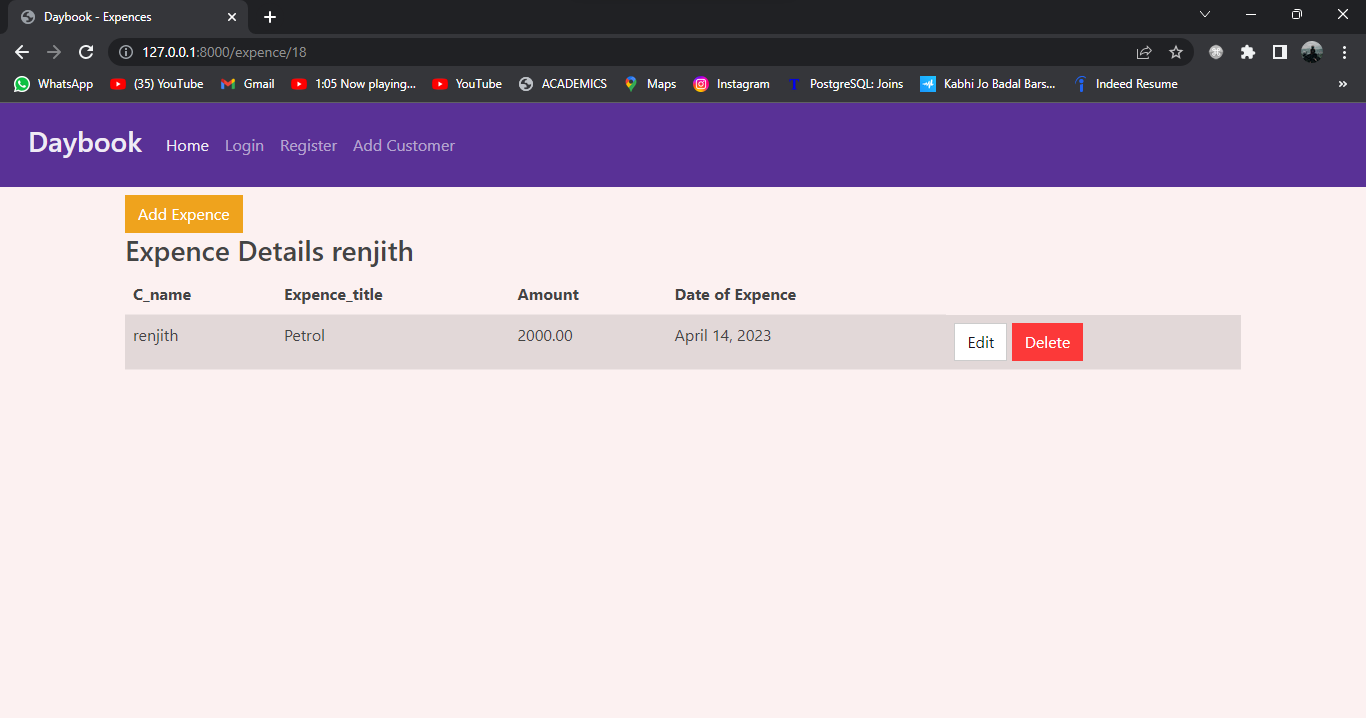 Daybook - Expences
127.0.0.1:8000/expence/18
WhatsApp (35) YouTube Gmail 1:05 Now playing... YouTube ACADEMICS Maps Instagram PostgreSQL: Joins Kabhi Jo Badal Bars... Indeed Resume »
Daybook Home Login Register Add Customer
Add Expence
Expence Details renjith
C_name Expence_title Amount Date of Expence
renjith Petrol 2000.00 April 14, 2023 Edit Delete